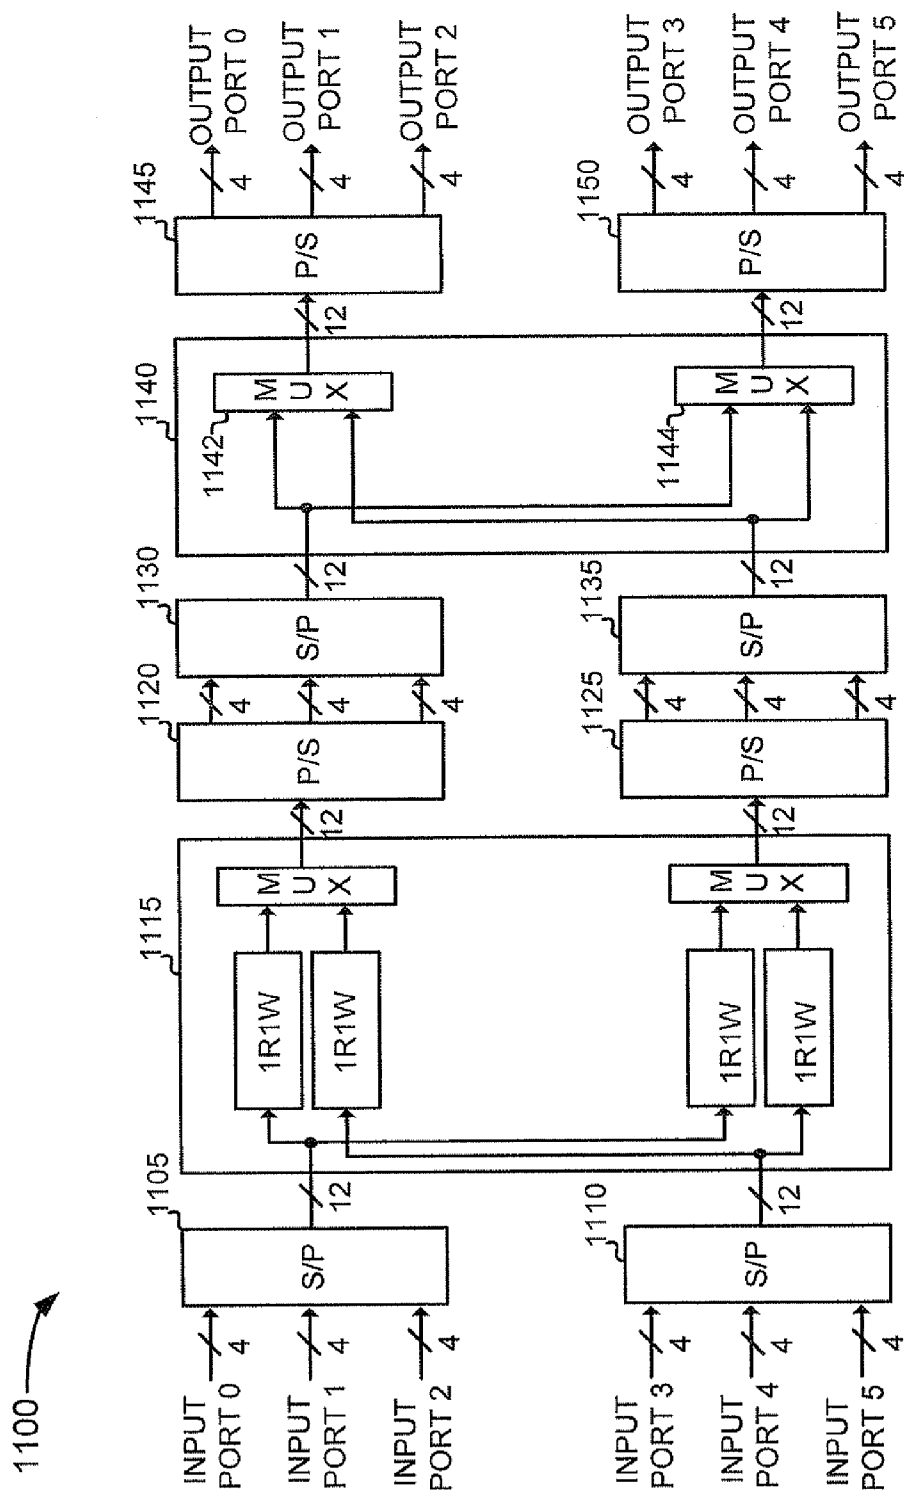 1100
INPUT
PORT 0
INPUT
PORT 1
INPUT
PORT 2
INPUT
PORT 3
INPUT
PORT 4
INPUT
PORT 5
4
4
4
4
4
4
1105
S/P
1110
S/P
12
12
1115
1R1W
1R1W
1R1W
1R1W
M
U
X
M
U
X
12
12
1120
P/S
1125
P/S
4
4
4
4
4
4
1130
S/P
1135
S/P
12
12
1140
1142
M
U
X
1144
M
U
X
12
12
1145
P/S
1150
P/S
4
4
4
4
4
4
OUTPUT
PORT 0
OUTPUT
PORT 1
OUTPUT
PORT 2
OUTPUT
PORT 3
OUTPUT
PORT 4
OUTPUT
PORT 5